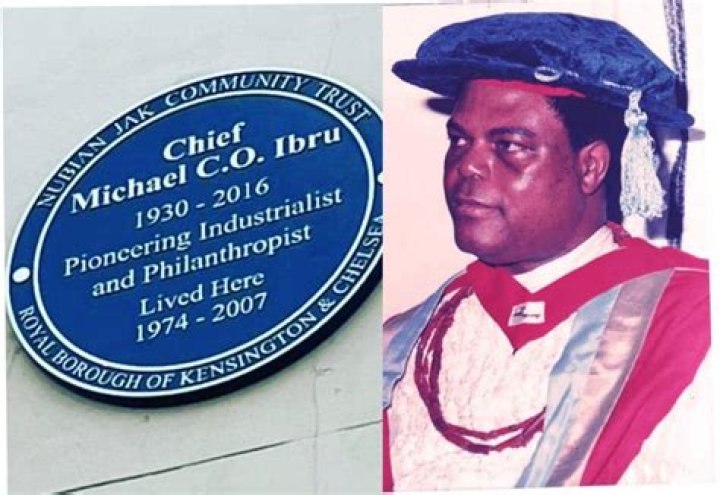 NUBIAN JAK COMMUNITY TRUST
Chief
Michael C.O. Ibru
1930 - 2016
Pioneering Industrialist
and Philanthropist
Lived Here
1974 - 2007
ROYAL BOROUGH OF KENSINGTON & CHELSEA